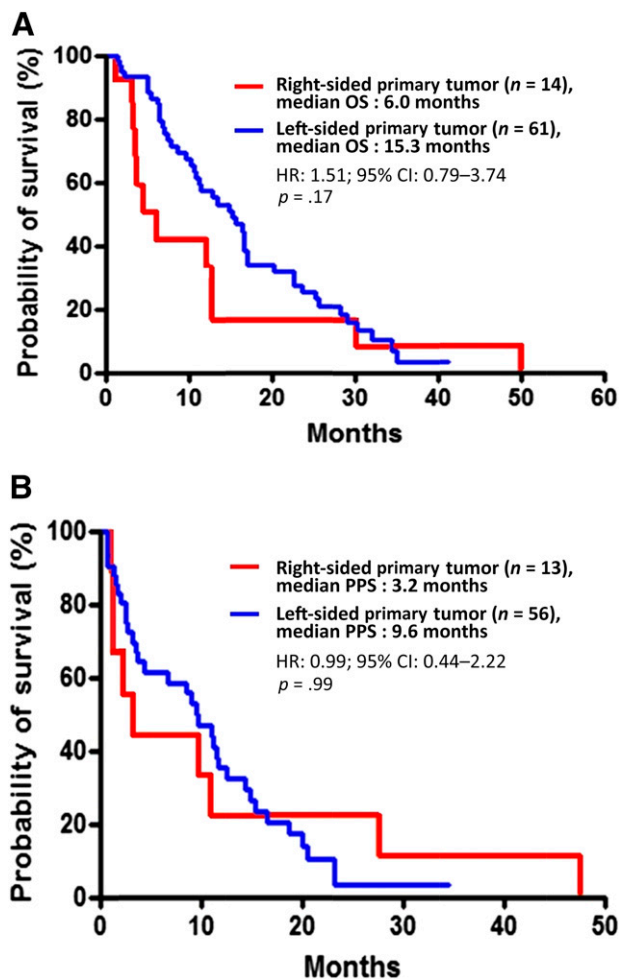 A
Probability of survival (%)
100
80
60
40
20
0
Right-sided primary tumor (n = 14),
median OS : 6.0 months
Left-sided primary tumor (n = 61),
median OS : 15.3 months
HR: 1.51; 95% CI: 0.79–3.74
p = .17
0 10 20 30 40 50 60
Months
B
Probability of survival (%)
100
80
60
40
20
0
Right-sided primary tumor (n = 13),
median PPS : 3.2 months
Left-sided primary tumor (n = 56),
median PPS : 9.6 months
HR: 0.99; 95% CI: 0.44–2.22
p = .99
0 10 20 30 40 50
Months